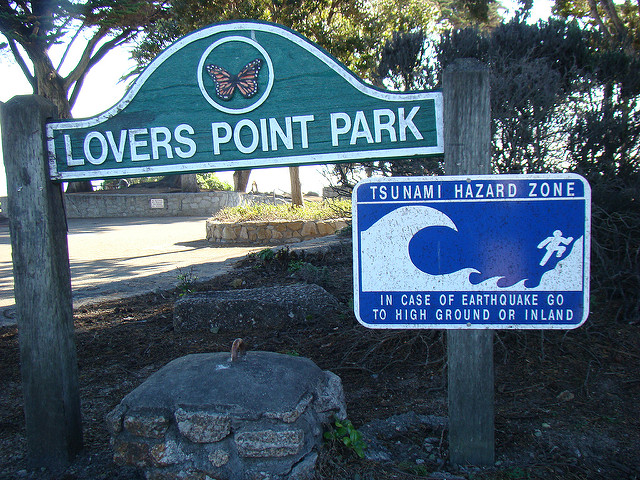 LOVERS POINT PARK
TSUNAMI HAZARD ZONE
IN CASE OF EARTHQUAKE GO
TO HIGH GROUND OR INLAND